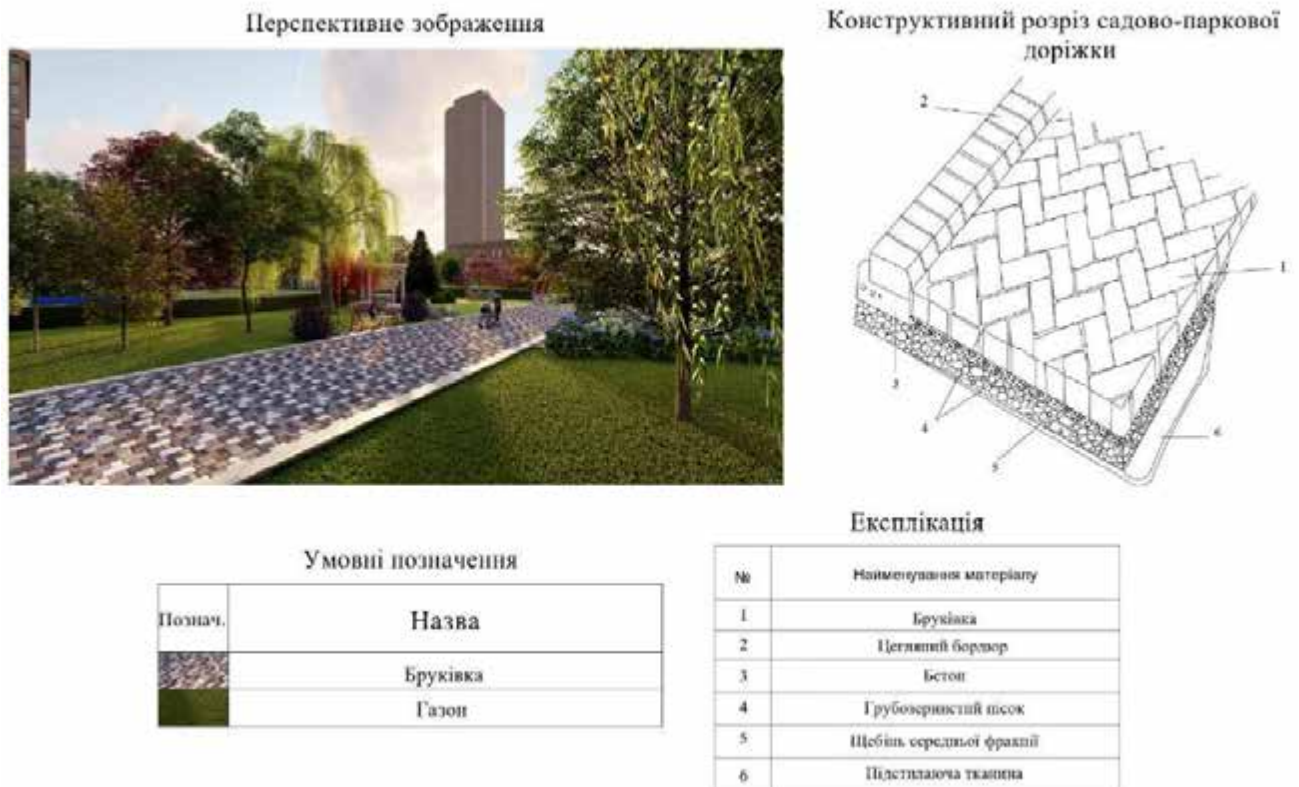 Перспективне зображення
Конструктивний розріз садово-паркової
доріжки
2
1
3
4
5
6
Умовні позначення
Познач. Назва
Бруківка
Газон
Експлікація
№ Найменування матеріалу
1 Бруківка
2 Цегляний бордюр
3 Бетон
4 Грубозернистий пісок
5 Щебінь середньої фракції
6 Підстилаюча тканина